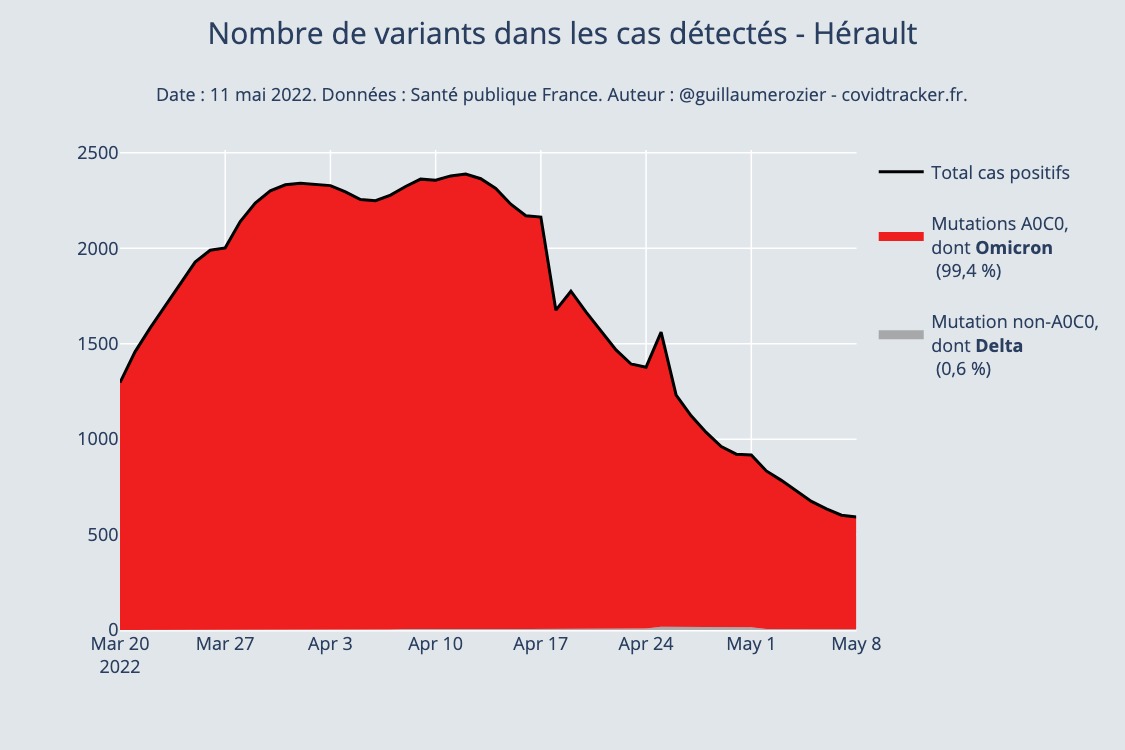 Nombre de variants dans les cas détectés - Hérault
Date : 11 mai 2022. Données : Santé publique France. Auteur : @guillaumerozier - covidtracker.fr.
2500
2000
1500
1000
500
0
Mar 20
2022
Mar 27
Apr 3
Apr 10
Apr 17
Apr 24
May 1
May 8
Total cas positifs
Mutations A0C0,
dont Omicron
(99,4 %)
Mutation non-A0C0,
dont Delta
(0,6 %)